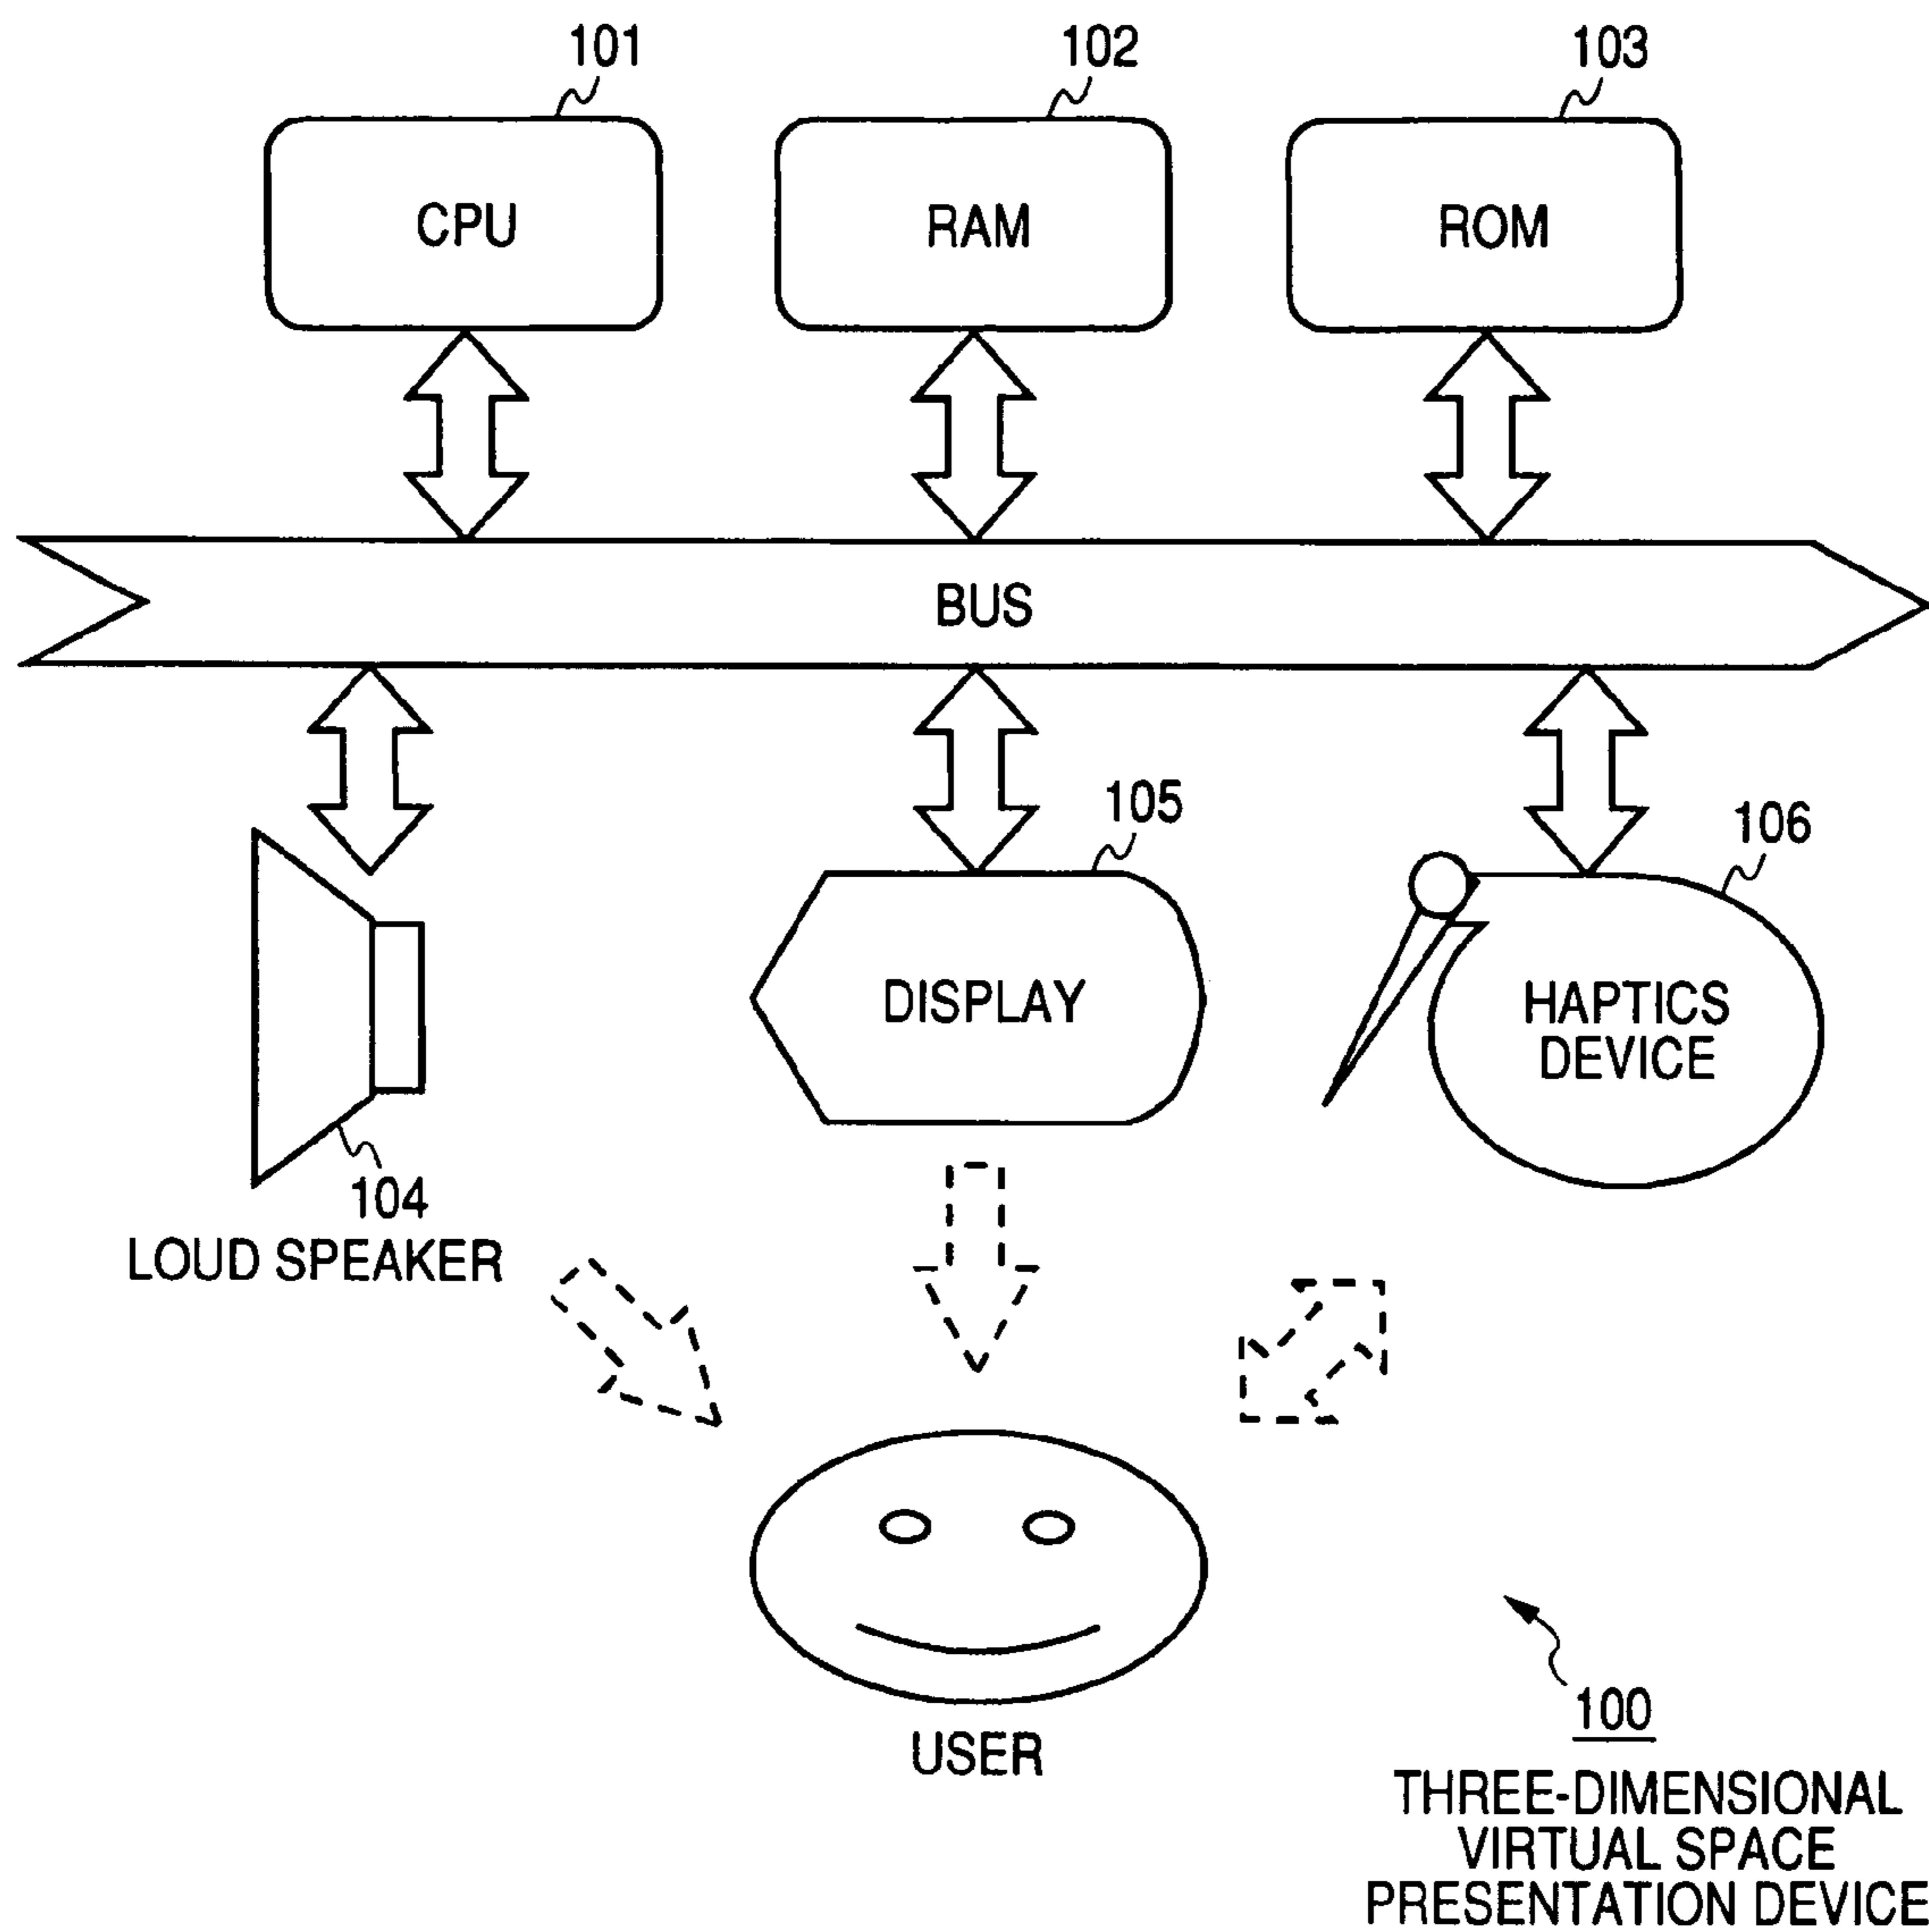 101
102
103
CPU
RAM
ROM
BUS
105
106
DISPLAY
HAPTICS
DEVICE
104
LOUD SPEAKER
USER
100
THREE-DIMENSIONAL
VIRTUAL SPACE
PRESENTATION DEVICE